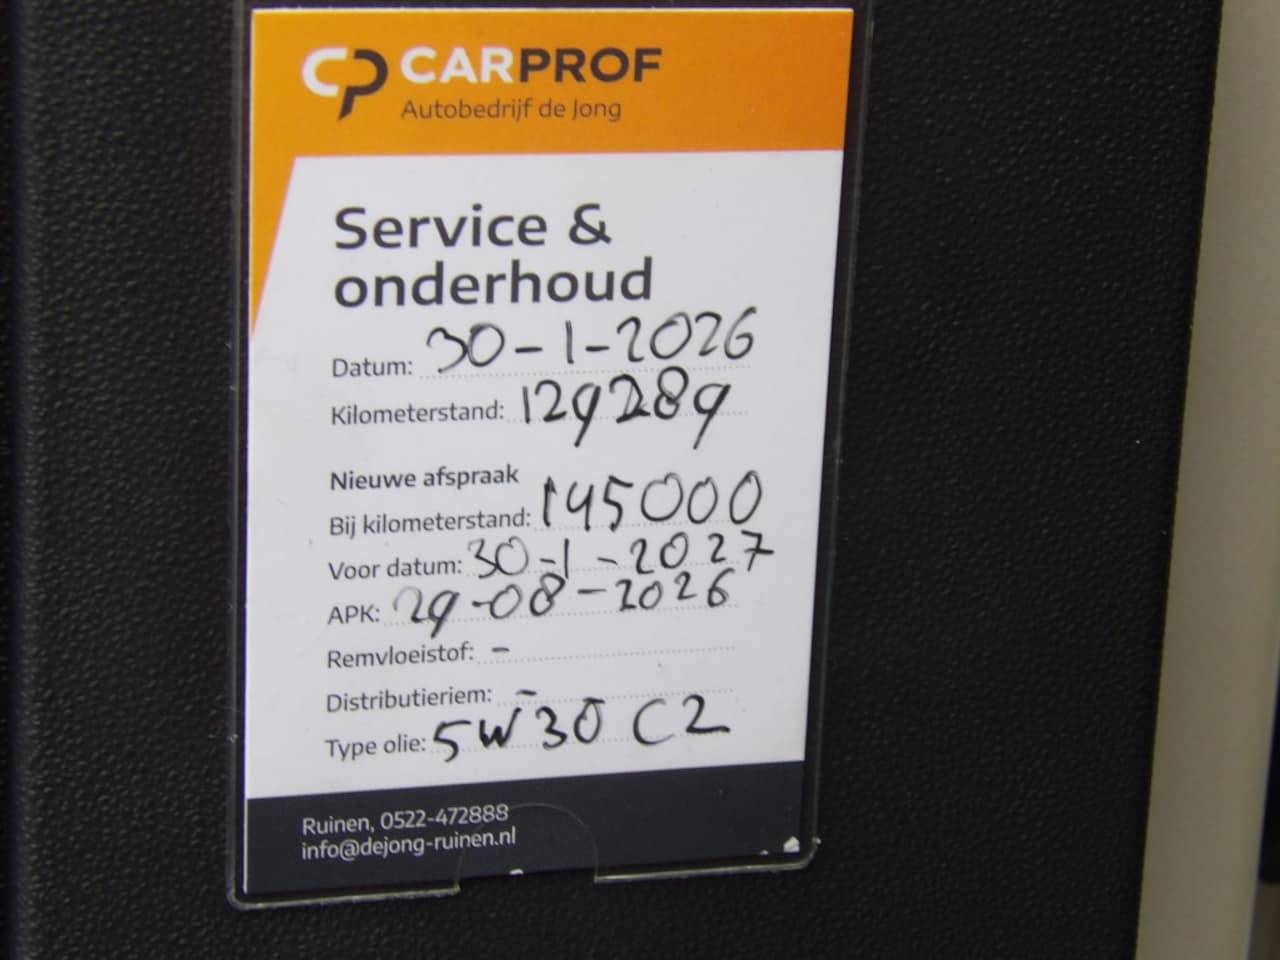 CP CARPROF
Autobedrijf de Jong
Service &
onderhoud
Datum: 30-1-2026
Kilometerstand: 129289
Nieuwe afspraak
Bij kilometerstand: 145000
Voor datum: 30-1-2027
APK: 29-08-2026
Remvloeistof: -
Distributieriem: -
Type olie: 5W30 C2
Ruinen, 0522-472888
info@dejong-ruinen.nl